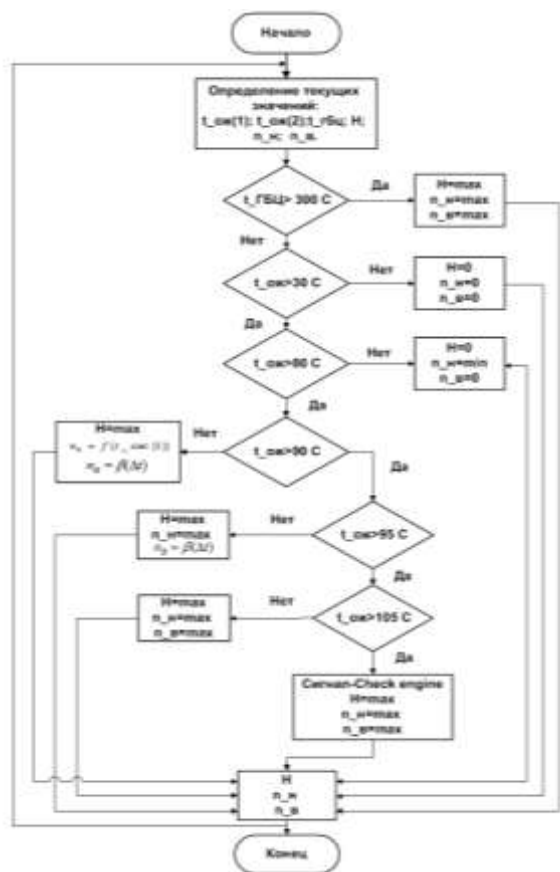 Начало
Определение текущих
значений:
t_ож(1); t_ож(2);t_гбц; Н;
n_н; n_в.
t_ГБЦ> 300 С
Да
Н=max
n_н=max
n_в=max
Нет
t_ож>30 С
Нет
Н=0
n_н=0
n_в=0
Да
t_ож>80 С
Нет
Н=0
n_н=min
n_в=0
Да
t_ож>90 С
Нет
Н=max
Да
t_ож>95 С
Нет
Н=max
n_н=max
Да
t_ож>105 С
Нет
Н=max
n_н=max
n_в=max
Да
Сигнал-Check engine
Н=max
n_н=max
n_в=max
Н
n_н
n_в
Конец